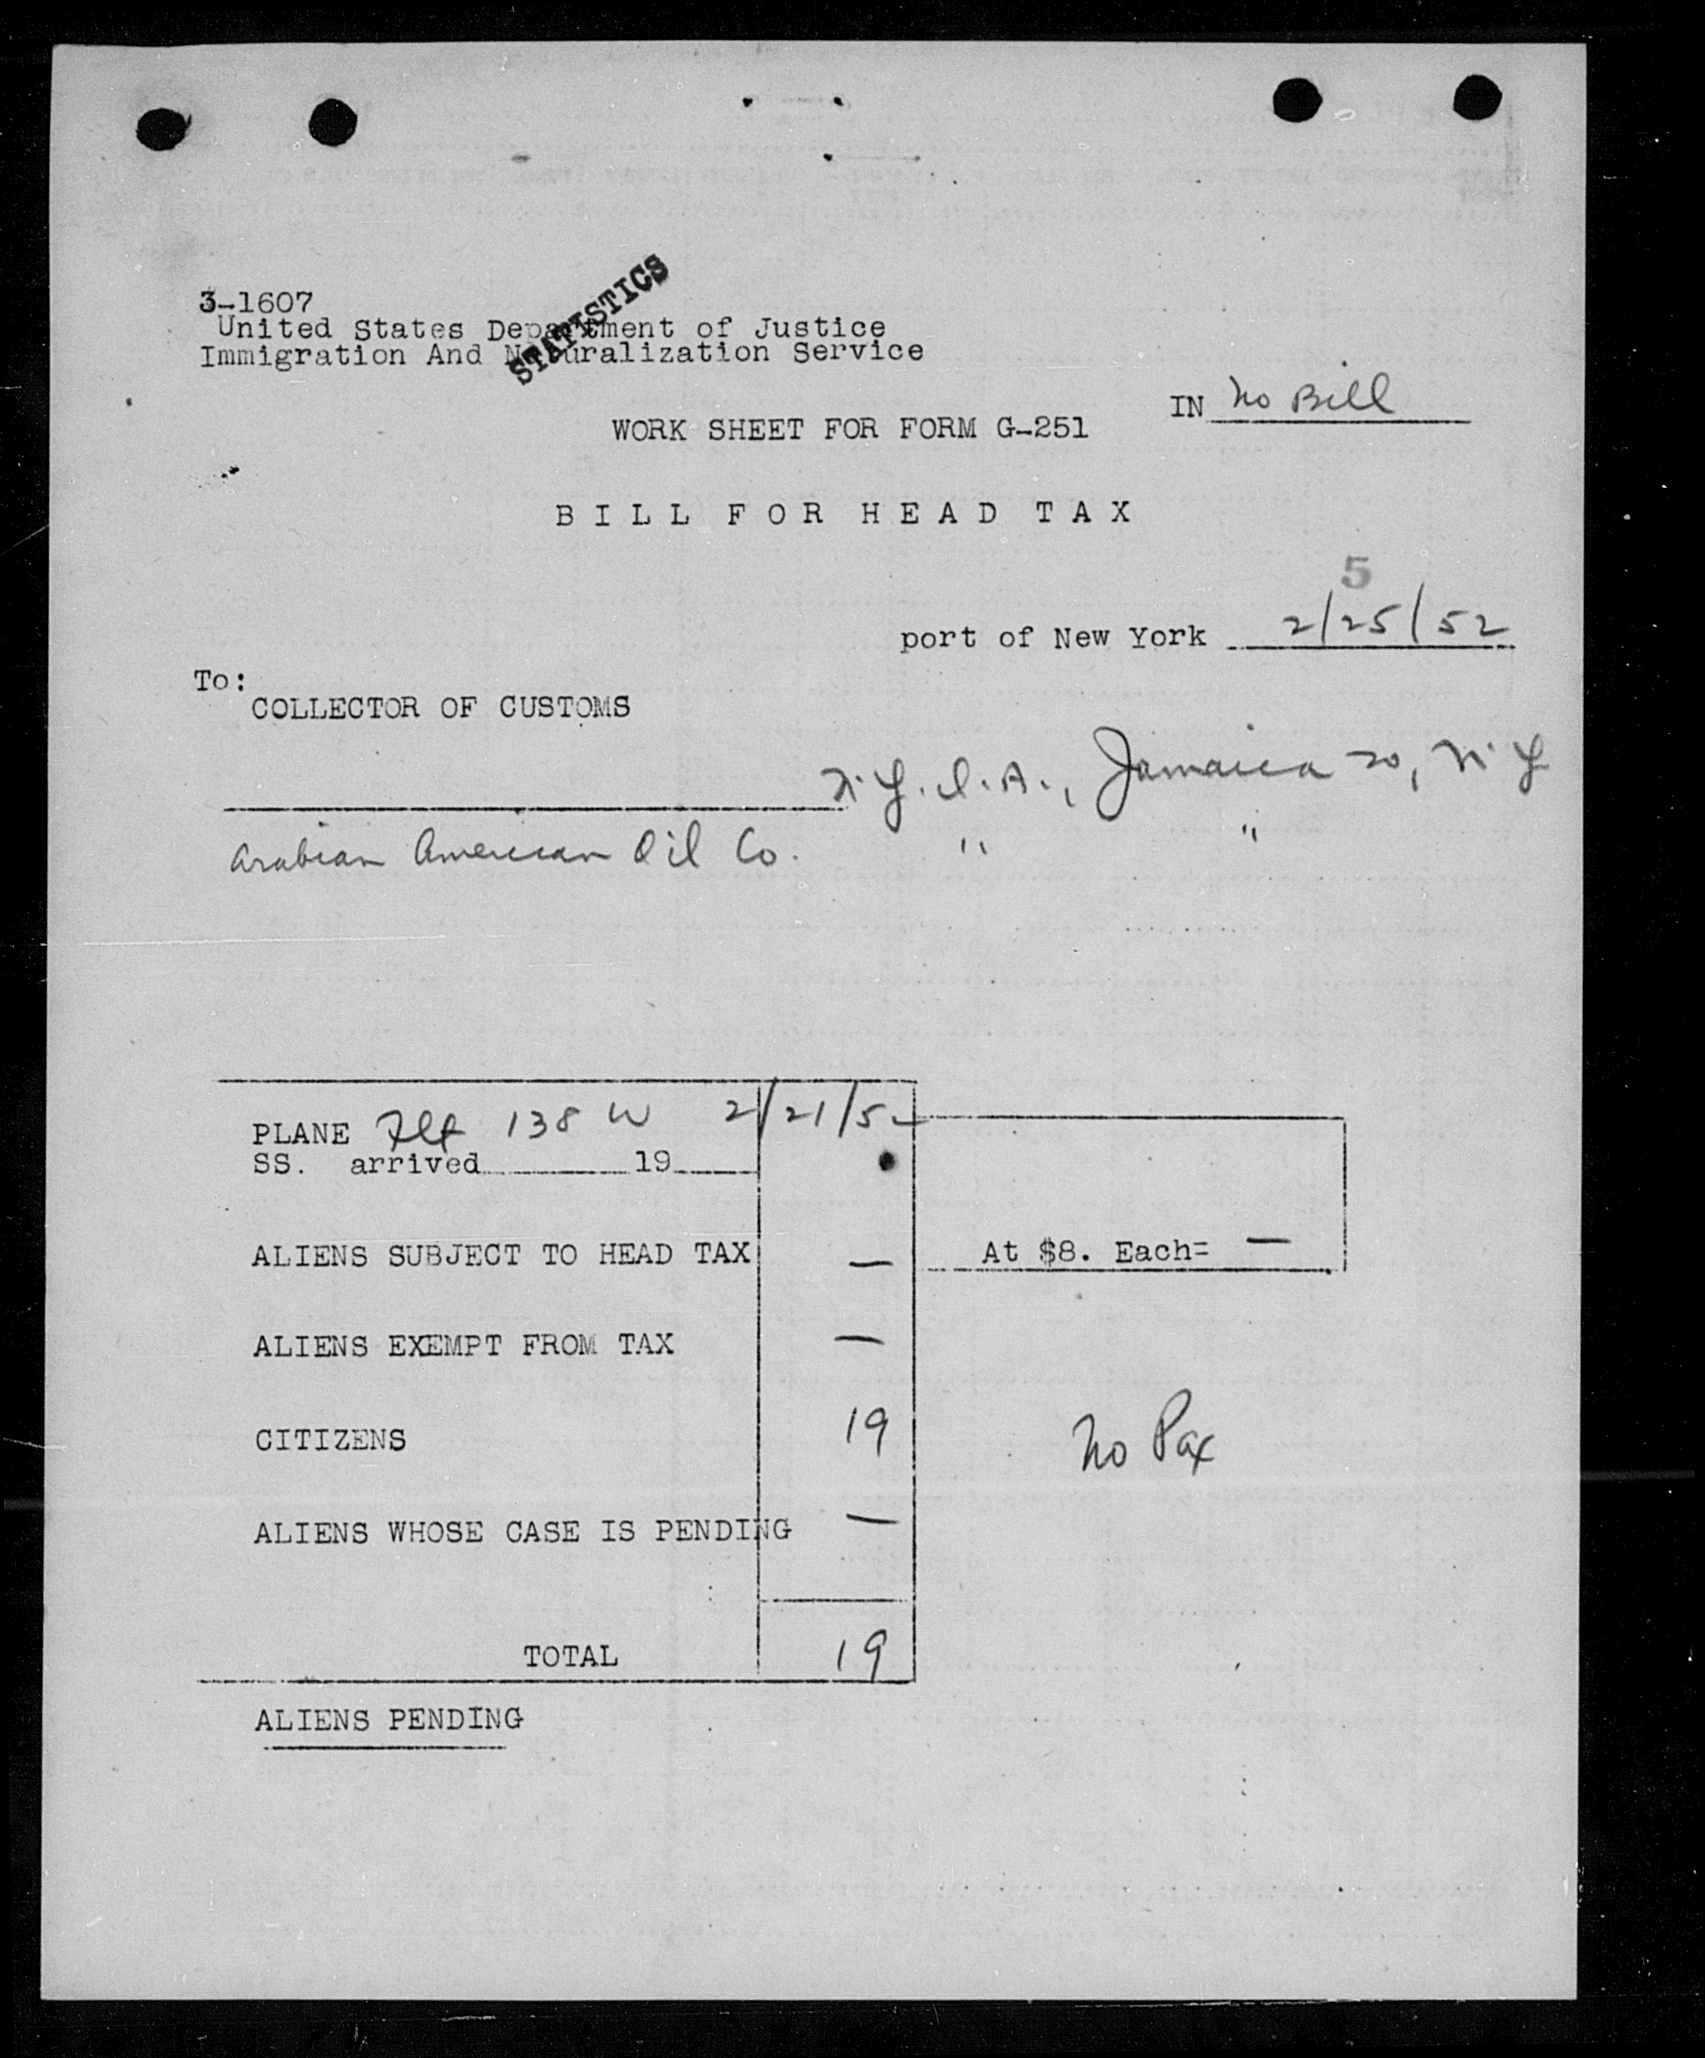 3-1607
United States Department of Justice
Immigration And Naturalization Service
STATISTICS
IN No Bill
WORK SHEET FOR FORM G-251
BILL FOR HEAD TAX
5
port of New York 2/25/52
To:
COLLECTOR OF CUSTOMS
N.Y.I.A., Jamaica 20, N.Y
Arabian American Oil Co. " "
PLANE Flt 138 W 2/21/52
SS. arrived 19
ALIENS SUBJECT TO HEAD TAX — At $8. Each= —
ALIENS EXEMPT FROM TAX —
CITIZENS 19
No Pax
ALIENS WHOSE CASE IS PENDING —
TOTAL 19
ALIENS PENDING